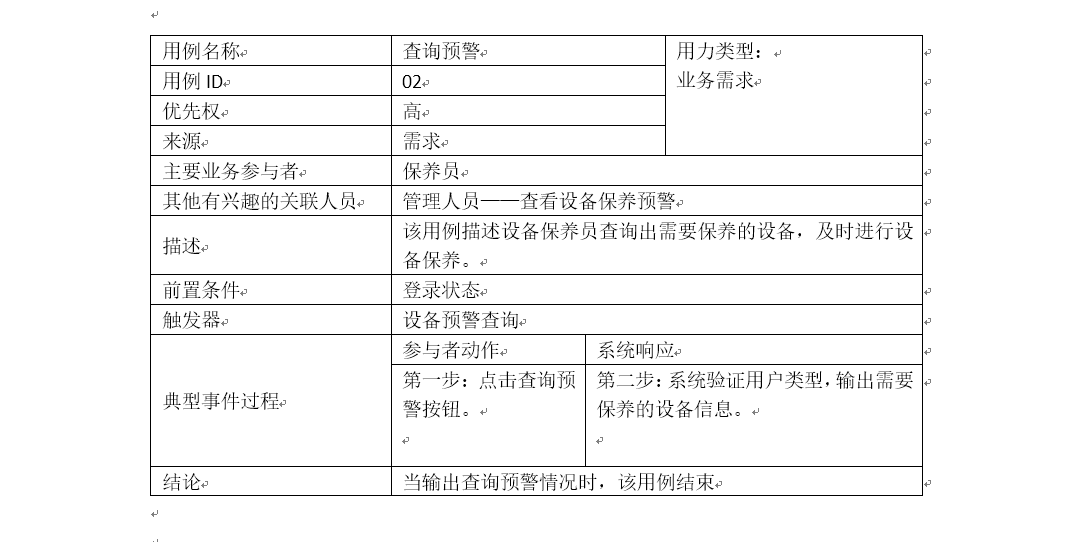 用例名称
查询预警
用力类型：
业务需求
用例 ID
02
优先权
高
来源
需求
主要业务参与者
保养员
其他有兴趣的关联人员
管理人员——查看设备保养预警
描述
该用例描述设备保养员查询出需要保养的设备，及时进行设
备保养。
前置条件
登录状态
触发器
设备预警查询
典型事件过程
参与者动作
系统响应
第一步：点击查询预
警按钮。
第二步：系统验证用户类型，输出需要
保养的设备信息。
结论
当输出查询预警情况时，该用例结束